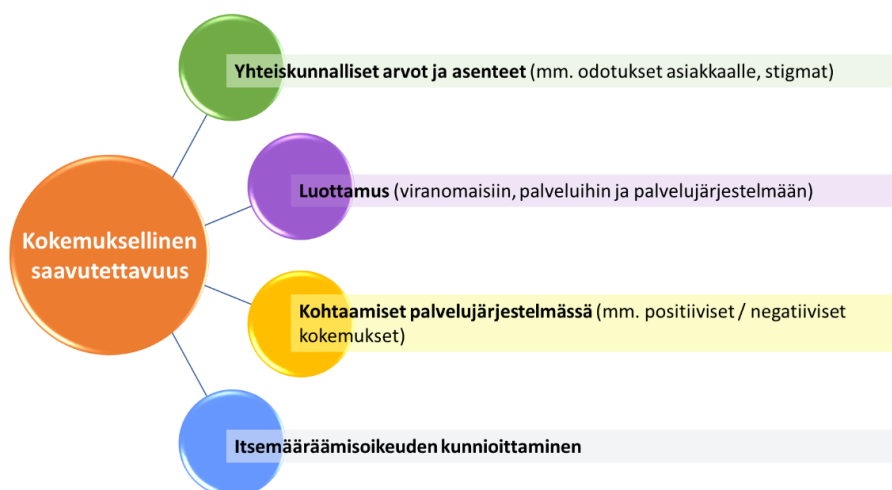 Yhteiskunnalliset arvot ja asenteet (mm. odotukset asiakkaalle, stigmat)
Luottamus (viranomaisiin, palveluihin ja palvelujärjestelmään)
Kokemuksellinen
saavutettavuus
Kohtaamiset palvelujärjestelmässä (mm. positiiviset / negatiiviset
kokemukset)
Itsemääräämisoikeuden kunnioittaminen